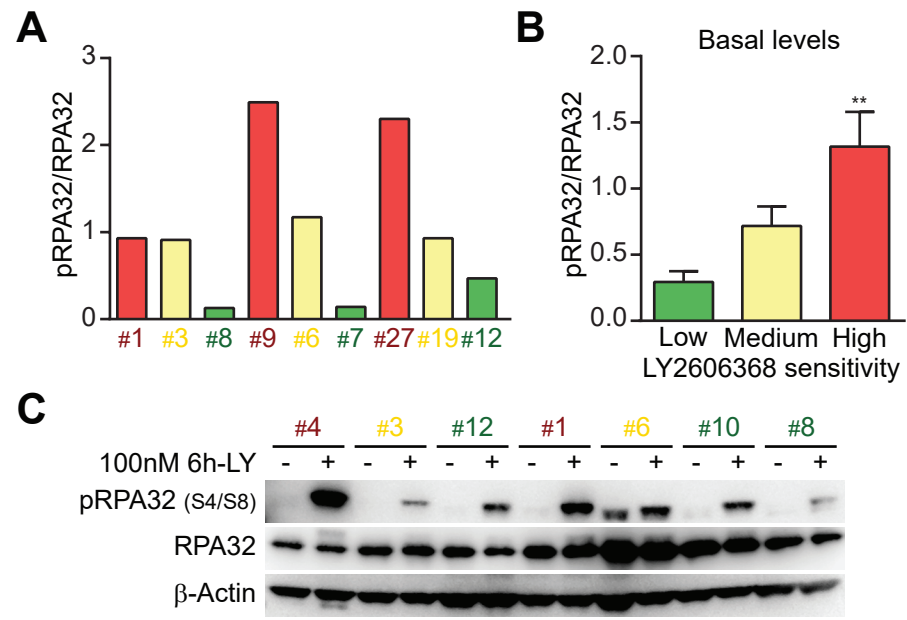 A
pRPA32/RPA32
3
2
1
0
#1 #3 #8 #9 #6 #7 #27 #19 #12
B
Basal levels
pRPA32/RPA32
2.0
1.5
1.0
0.5
0.0
**
Low Medium High
LY2606368 sensitivity
C
#4 #3 #12 #1 #6 #10 #8
100nM 6h-LY - + - + - + - + - + - + - +
pRPA32 (S4/S8)
RPA32
β-Actin